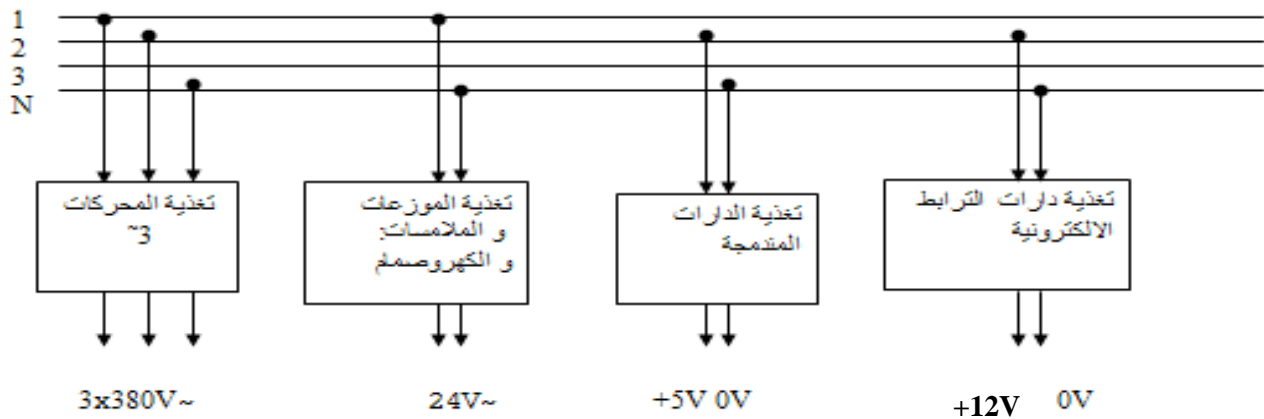 1
2
3
N
تغذية المحركات
3~
تغذية الموزعات
و الملامسات:
و الكهروصمام
تغذية الدارات
المندمجة
تغذية دارات الترابط
الالكترونية
3x380V~
24V~
+5V 0V
+12V 0V